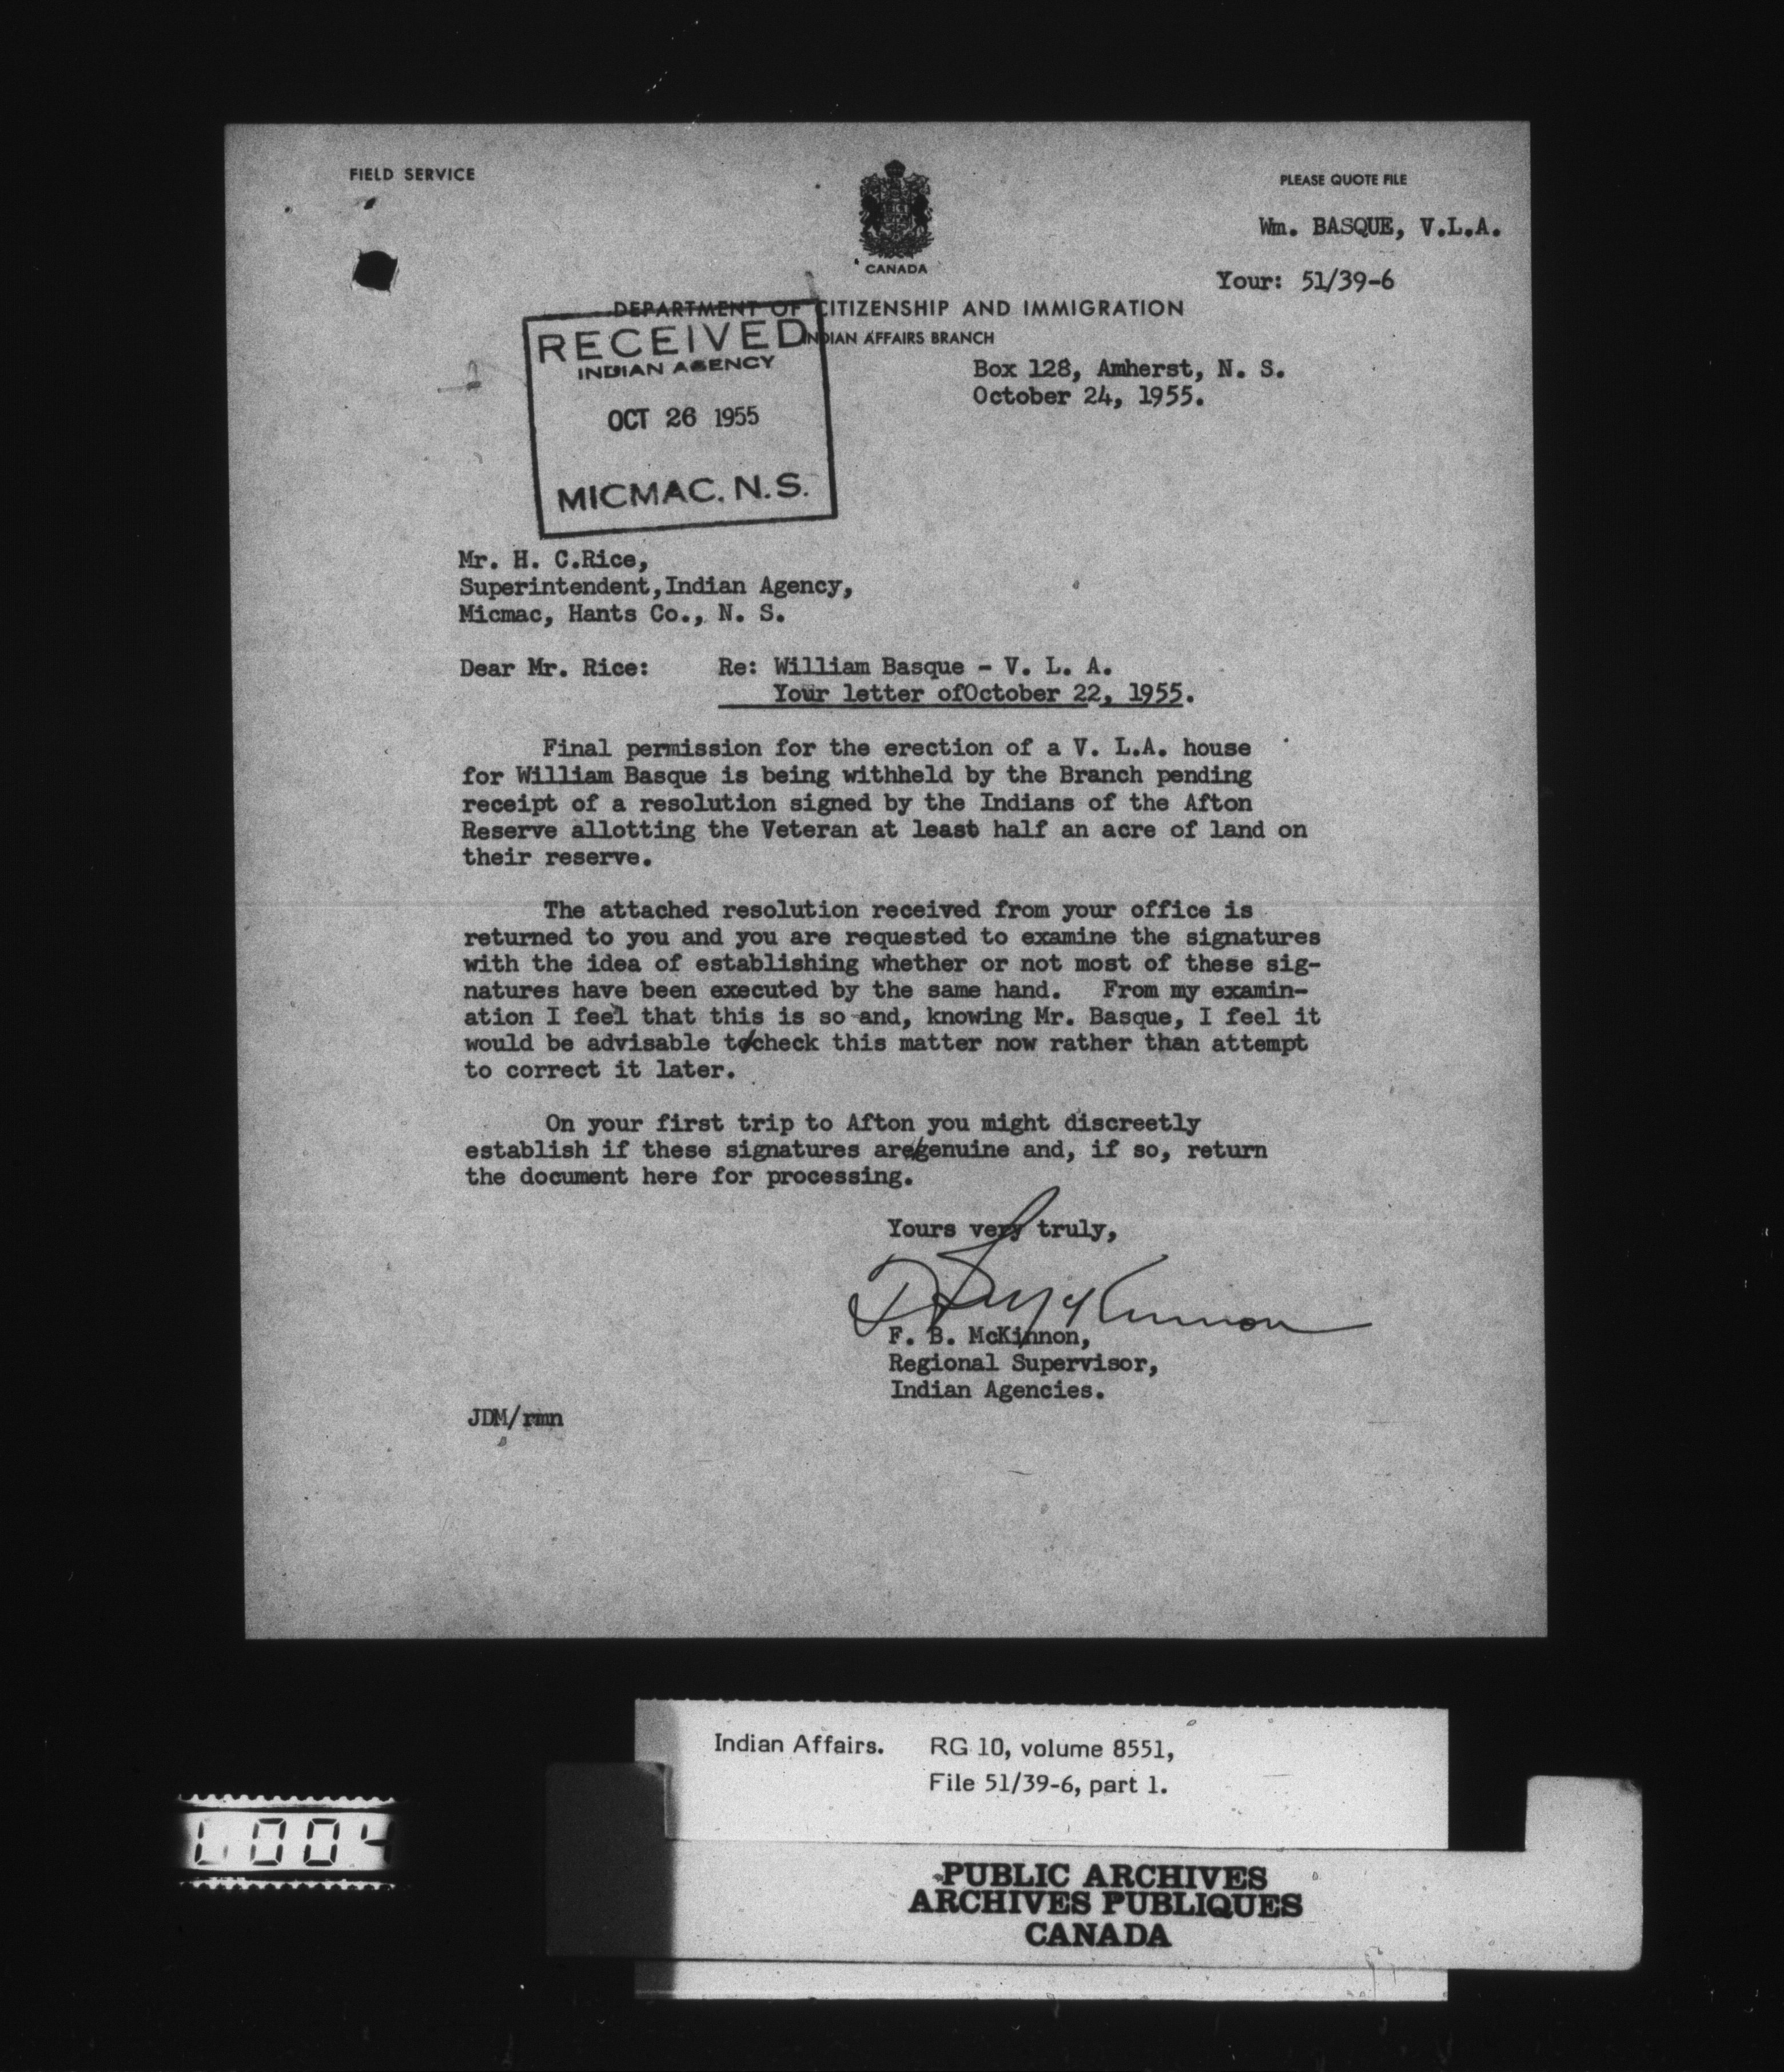 FIELD SERVICE
PLEASE QUOTE FILE
Wm. BASQUE, V.L.A.
CANADA
Your: 51/39-6
DEPARTMENT OF CITIZENSHIP AND IMMIGRATION
INDIAN AFFAIRS BRANCH
RECEIVED
INDIAN AGENCY
OCT 26 1955
MICMAC. N.S.
Box 128, Amherst, N. S.
October 24, 1955.
Mr. H. C.Rice,
Superintendent,Indian Agency,
Micmac, Hants Co., N. S.
Dear Mr. Rice: Re: William Basque - V. L. A.
Your letter ofOctober 22, 1955.
Final permission for the erection of a V. L.A. house
for William Basque is being withheld by the Branch pending
receipt of a resolution signed by the Indians of the Afton
Reserve allotting the Veteran at least half an acre of land on
their reserve.
The attached resolution received from your office is
returned to you and you are requested to examine the signatures
with the idea of establishing whether or not most of these sig-
natures have been executed by the same hand. From my examin-
ation I feel that this is so and, knowing Mr. Basque, I feel it
would be advisable to/check this matter now rather than attempt
to correct it later.
On your first trip to Afton you might discreetly
establish if these signatures are/genuine and, if so, return
the document here for processing.
Yours very truly,
F. B. McKinnon,
Regional Supervisor,
Indian Agencies.
JDM/rmn
Indian Affairs. RG 10, volume 8551,
File 51/39-6, part 1.
PUBLIC ARCHIVES
ARCHIVES PUBLIQUES
CANADA